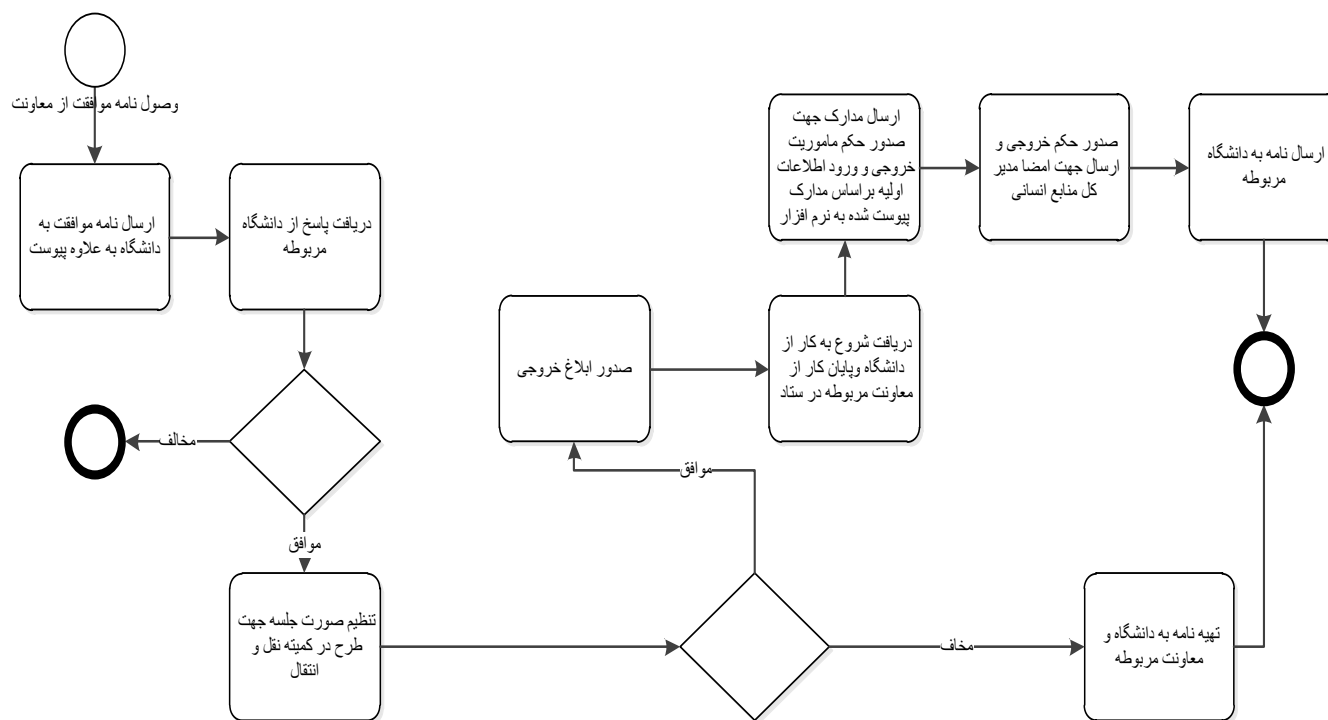 وصول نامه موافقت از معاونت
ارسال نامه موافقت به
دانشگاه به علاوه پیوست
دریافت پاسخ از دانشگاه
مربوطه
مخالف
موافق
تنظیم صورت جلسه جهت
طرح در کمیته نقل و
انتقال
موافق
صدور ابلاغ خروجی
دریافت شروع به کار از
دانشگاه وپایان کار از
معاونت مربوطه در ستاد
ارسال مدارک جهت
صدور حکم ماموریت
خروجی و ورود اطلاعات
اولیه براساس مدارک
پیوست شده به نرم افزار
صدور حکم خروجی و
ارسال جهت امضا مدیر
کل منابع انسانی
ارسال نامه به دانشگاه
مربوطه
مخاف
تهیه نامه به دانشگاه و
معاونت مربوطه